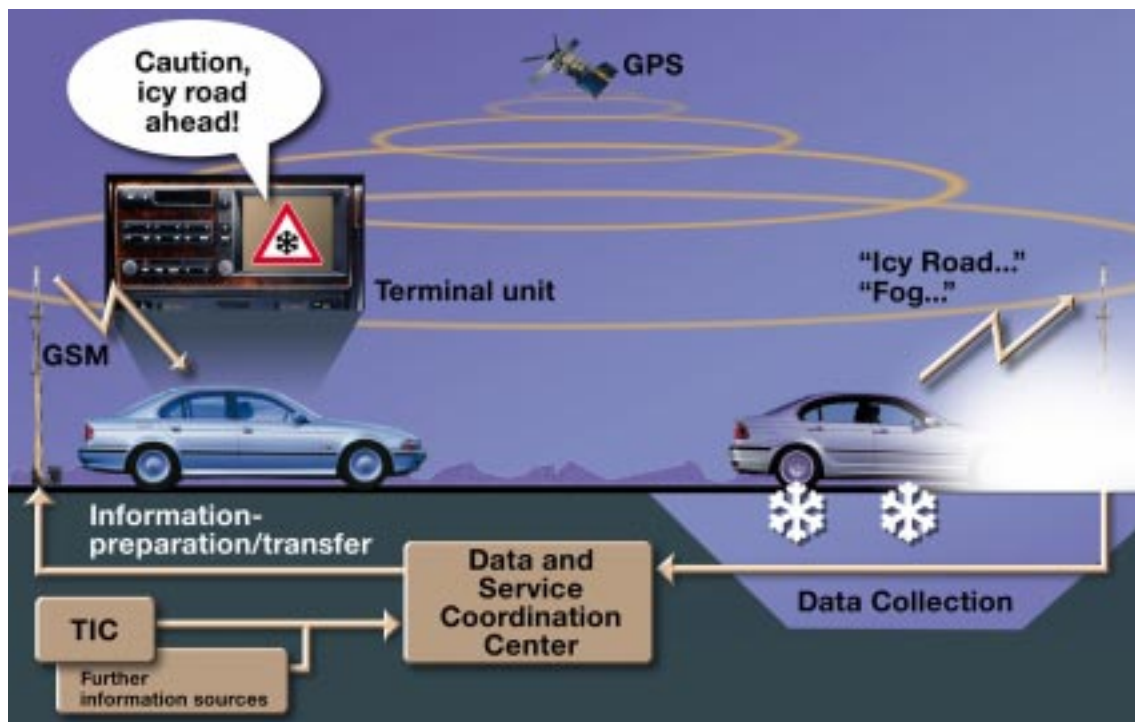 Caution,
icy road
ahead!
GPS
Terminal unit
"Icy Road..."
"Fog..."
GSM
Information-
preparation/transfer
Data and
Service
Coordination
Center
Data Collection
TIC
Further
information sources